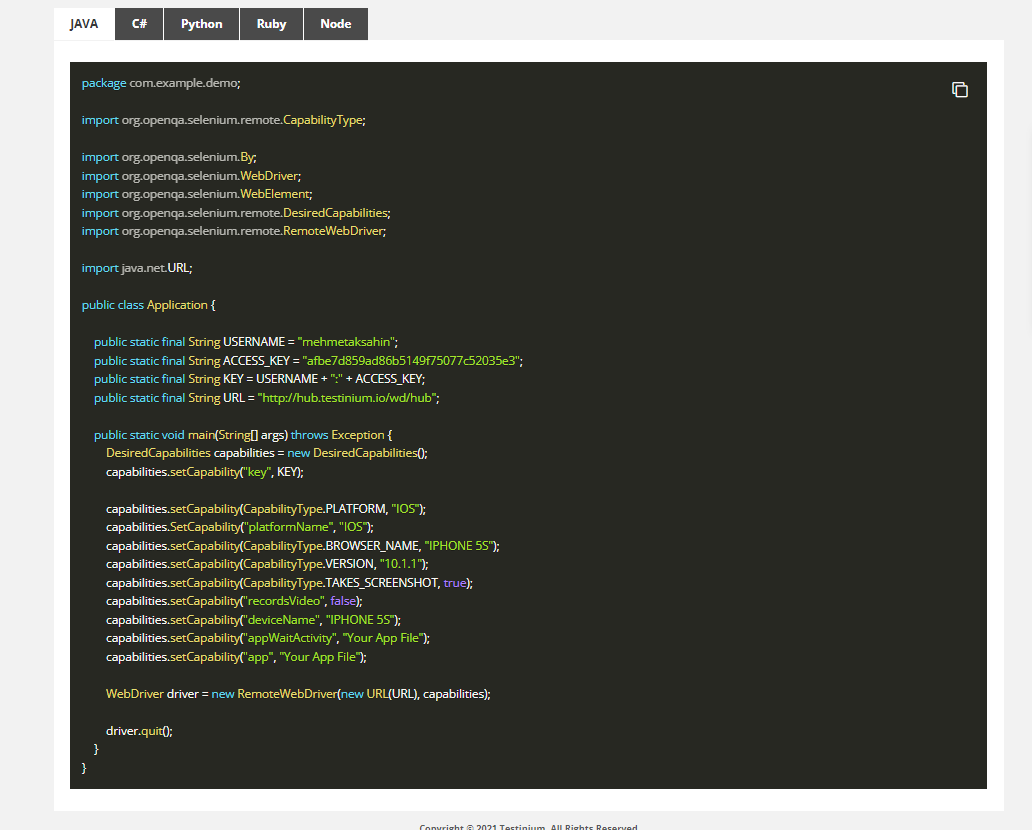 JAVA
C#
Python
Ruby
Node
package com.example.demo;
import org.openqa.selenium.remote.CapabilityType;
import org.openqa.selenium.By;
import org.openqa.selenium.WebDriver;
import org.openqa.selenium.WebElement;
import org.openqa.selenium.remote.DesiredCapabilities;
import org.openqa.selenium.remote.RemoteWebDriver;
import java.net.URL;
public class Application {
public static final String USERNAME = "mehmetaksahin";
public static final String ACCESS_KEY = "afbe7d859ad86b5149f75077c52035e3";
public static final String KEY = USERNAME + ":" + ACCESS_KEY;
public static final String URL = "http://hub.testinium.io/wd/hub";
public static void main(String[] args) throws Exception {
DesiredCapabilities capabilities = new DesiredCapabilities();
capabilities.setCapability("key", KEY);
capabilities.setCapability(CapabilityType.PLATFORM, "IOS");
capabilities.SetCapability("platformName", "IOS");
capabilities.setCapability(CapabilityType.BROWSER_NAME, "IPHONE 5S");
capabilities.setCapability(CapabilityType.VERSION, "10.1.1");
capabilities.setCapability(CapabilityType.TAKES_SCREENSHOT, true);
capabilities.setCapability("recordsVideo", false);
capabilities.setCapability("deviceName", "IPHONE 5S");
capabilities.setCapability("appWaitActivity", "Your App File");
capabilities.setCapability("app", "Your App File");
WebDriver driver = new RemoteWebDriver(new URL(URL), capabilities);
driver.quit();
}
}
Copyright © 2021 Testinium. All Rights Reserved